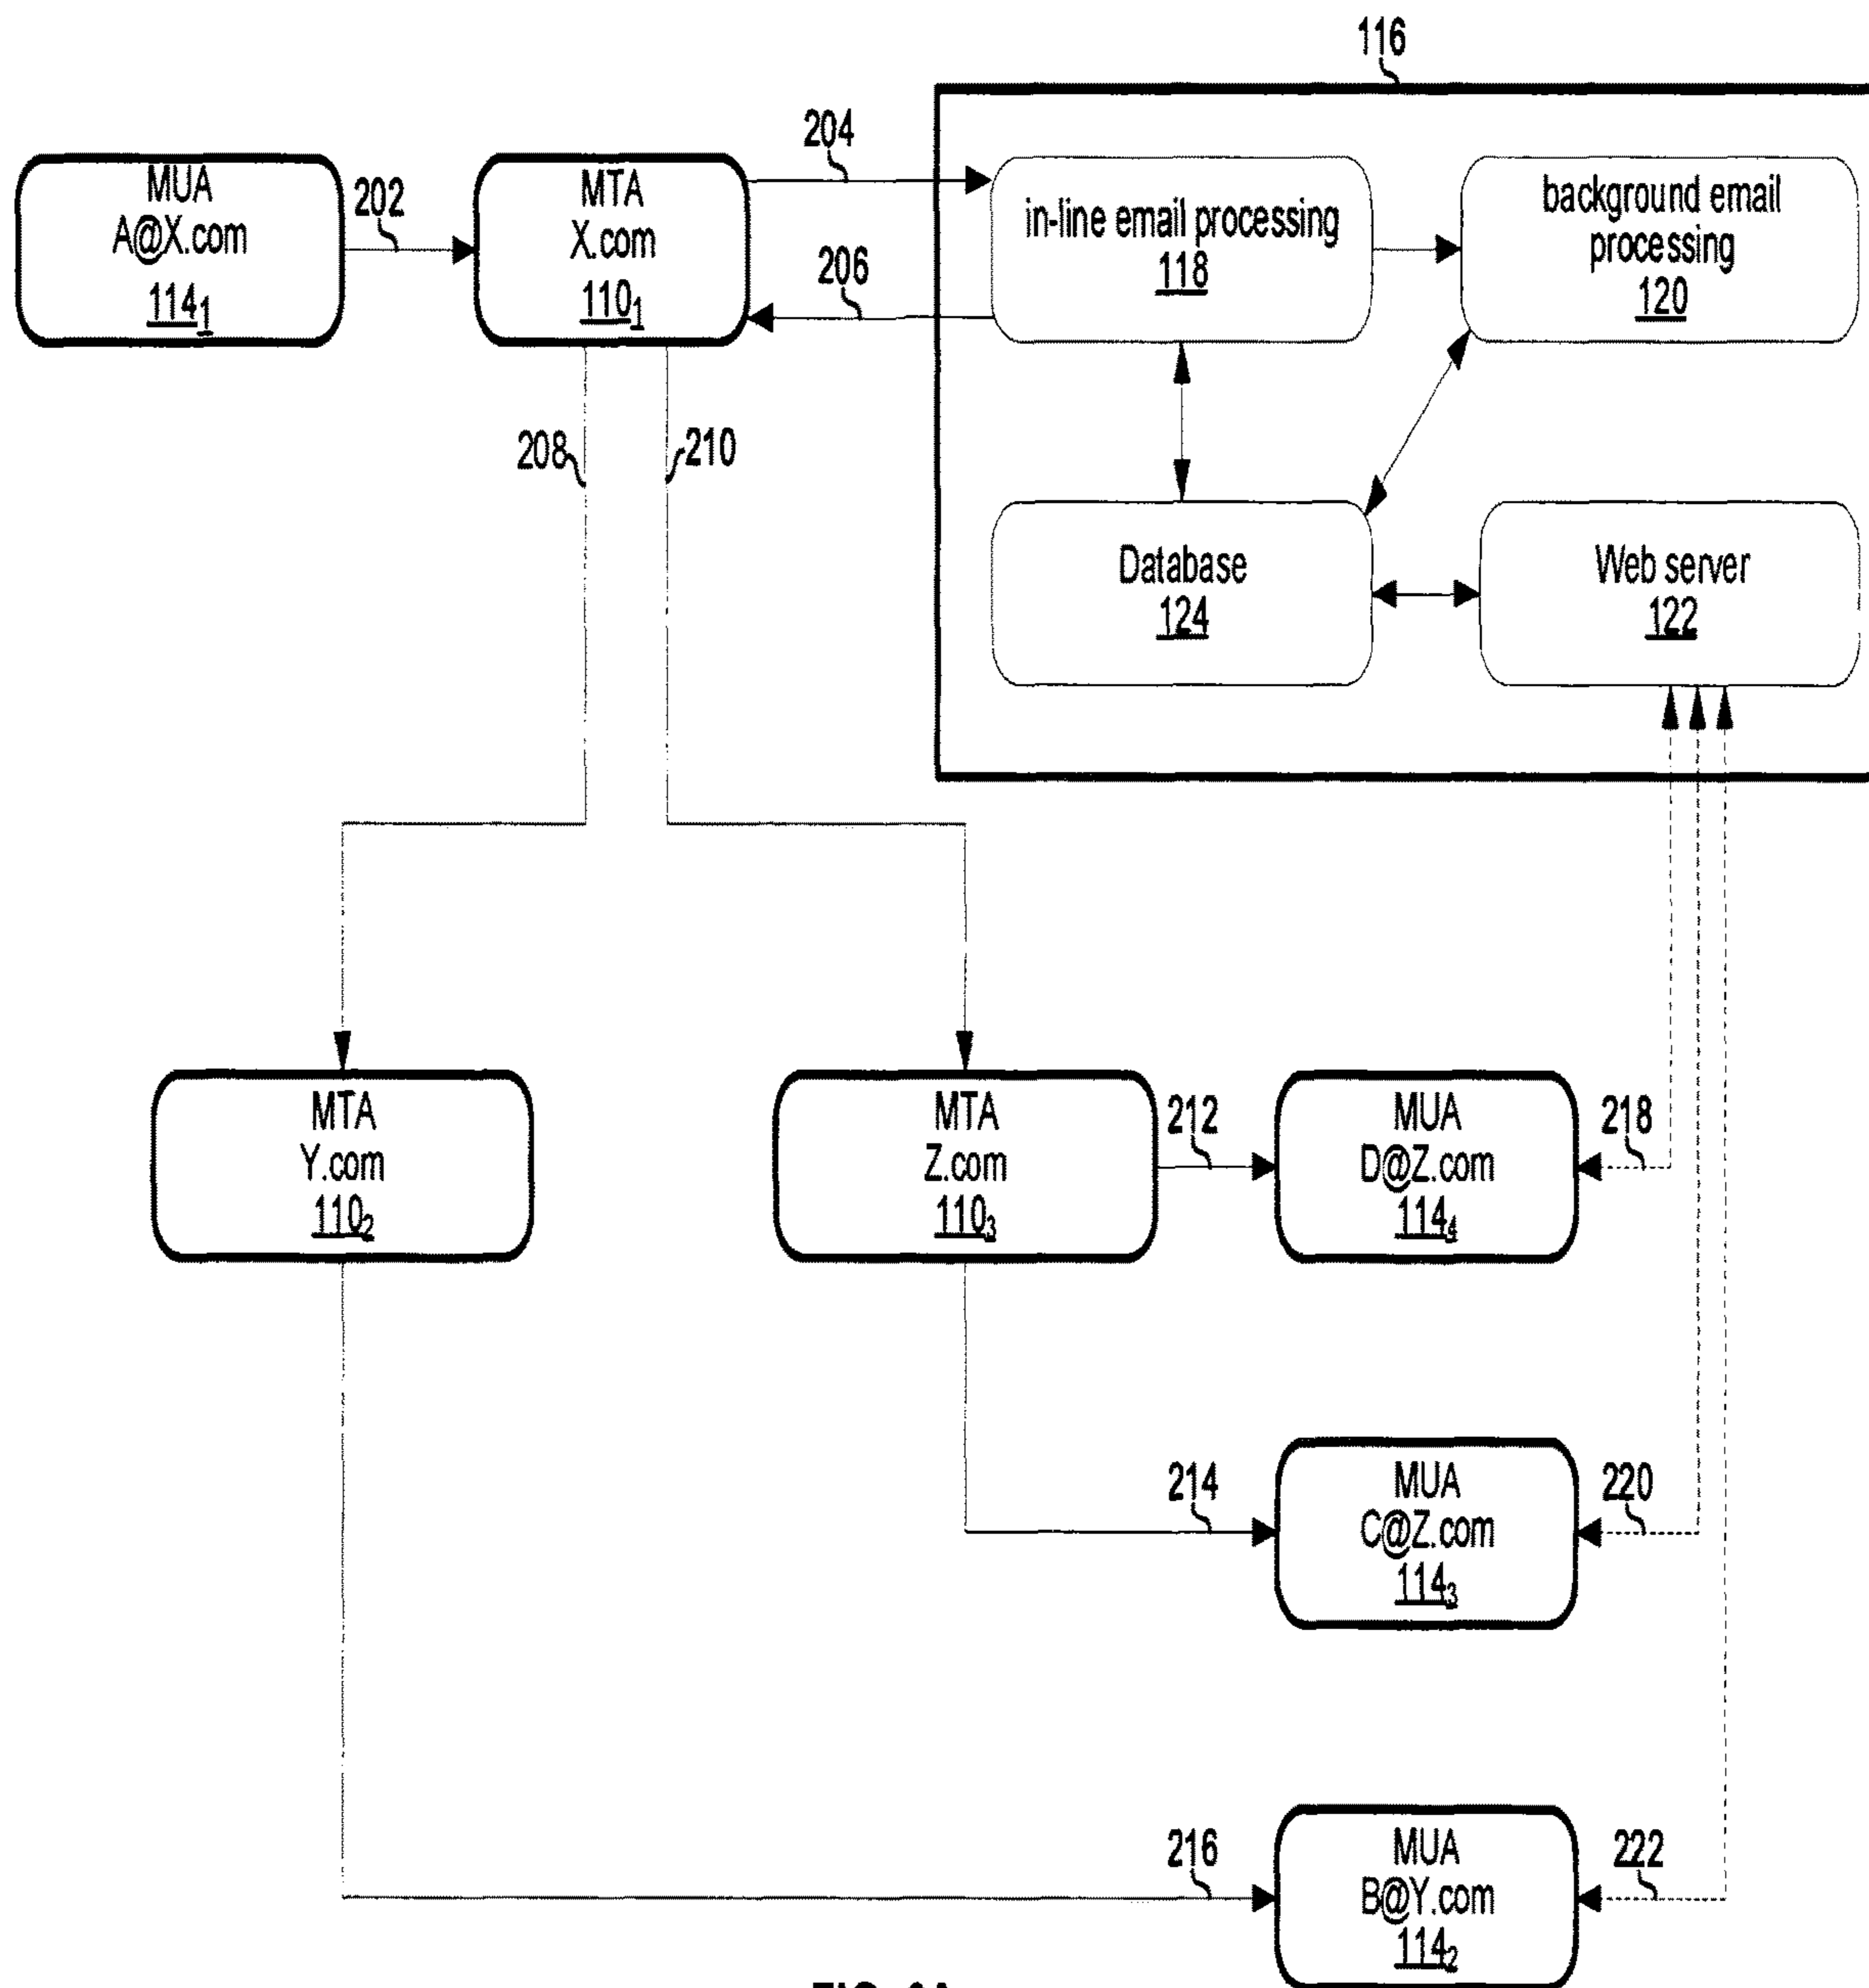 116
204
MUA
A@X.com
114₁
202
MTA
X.com
110₁
206
in-line email processing
118
background email
processing
120
208
210
Database
124
Web server
122
MTA
Y.com
110₂
MTA
Z.com
110₃
212
MUA
D@Z.com
114₄
218
214
MUA
C@Z.com
114₃
220
216
MUA
B@Y.com
114₂
222